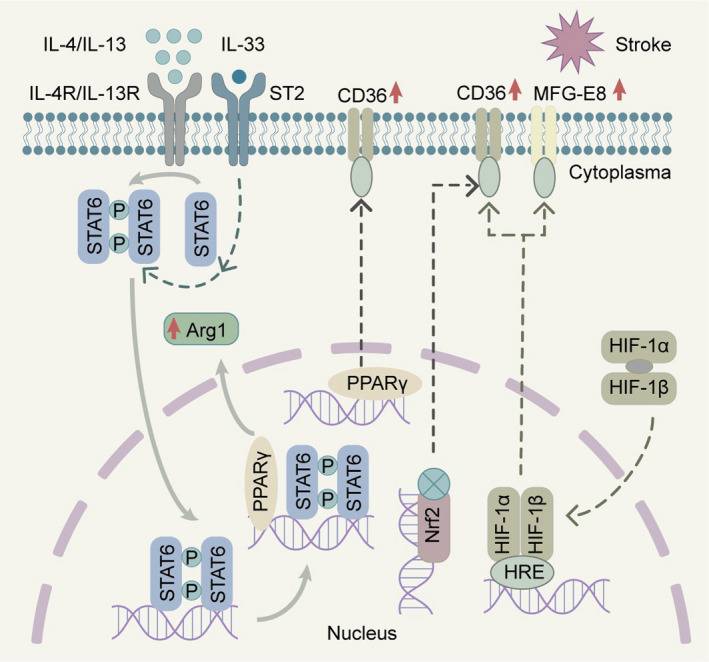 IL-4/IL-13
IL-33
Stroke
IL-4R/IL-13R
ST2
CD36
CD36
MFG-E8
Cytoplasma
STAT6
P
P
STAT6
STAT6
Arg1
HIF-1α
HIF-1β
PPARγ
PPARγ
STAT6
P
P
STAT6
Nrf2
HIF-1α
HIF-1β
HRE
STAT6
P
P
STAT6
Nucleus